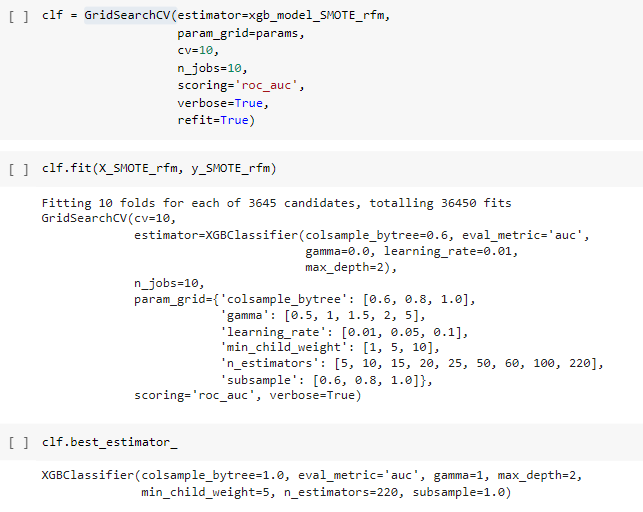 [ ] clf = GridSearchCV(estimator=xgb_model_SMOTE_rfm,
param_grid=params,
cv=10,
n_jobs=10,
scoring='roc_auc',
verbose=True,
refit=True)
[ ] clf.fit(X_SMOTE_rfm, y_SMOTE_rfm)
Fitting 10 folds for each of 3645 candidates, totalling 36450 fits
GridSearchCV(cv=10,
estimator=XGBClassifier(colsample_bytree=0.6, eval_metric='auc',
gamma=0.0, learning_rate=0.01,
max_depth=2),
n_jobs=10,
param_grid={'colsample_bytree': [0.6, 0.8, 1.0],
'gamma': [0.5, 1, 1.5, 2, 5],
'learning_rate': [0.01, 0.05, 0.1],
'min_child_weight': [1, 5, 10],
'n_estimators': [5, 10, 15, 20, 25, 50, 60, 100, 220],
'subsample': [0.6, 0.8, 1.0]},
scoring='roc_auc', verbose=True)
[ ] clf.best_estimator_
XGBClassifier(colsample_bytree=1.0, eval_metric='auc', gamma=1, max_depth=2,
min_child_weight=5, n_estimators=220, subsample=1.0)